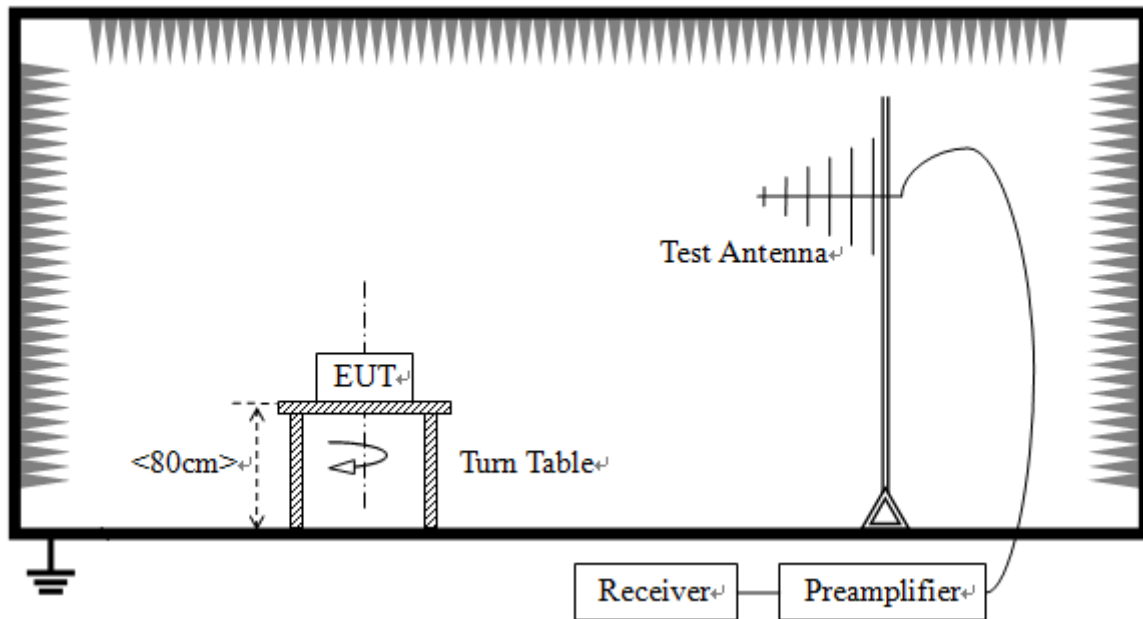 Test Antenna↵
EUT↵
<80cm>↵
Turn Table↵
Receiver↵
Preamplifier↵